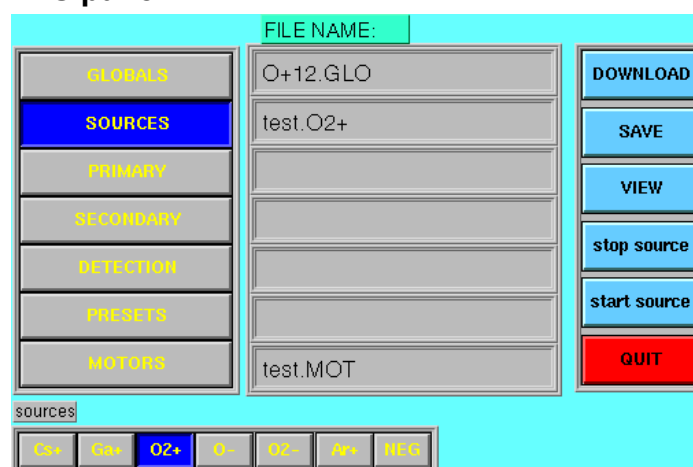 FILE NAME:
GLOBALS O+12.GLO DOWNLOAD
SOURCES test.O2+ SAVE
PRIMARY VIEW
SECONDARY
stop source
DETECTION
PRESETS start source
MOTORS test.MOT QUIT
sources
Cs+ Ga+ O2+ O- O2- Ar+ NEG